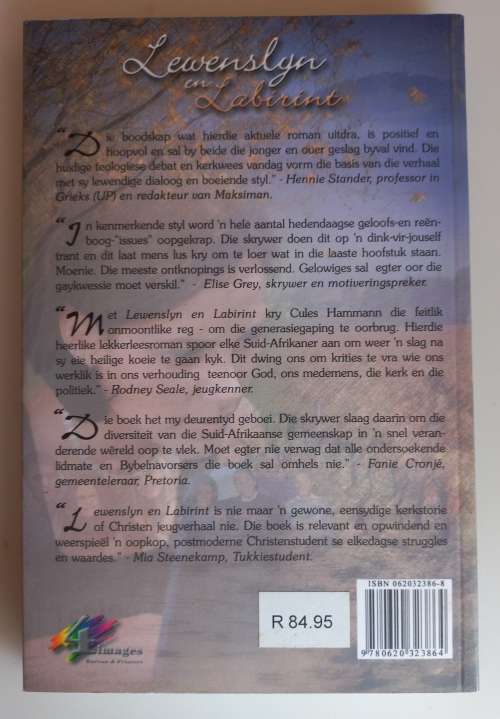 Lewenslyn
en
Labirint
"Die boodskap wat hierdie aktuele roman uitdra, is positief en
hoopvol en sal by beide die jonger en ouer geslag byval vind. Die
huidige teologiese debat en kerkwees vandag vorm die basis van die verhaal
met sy lewendige dialoog en boeiende styl." - Hennie Stander, professor in
Grieks (UP) en redakteur van Maksiman.
"In kenmerkende styl word 'n hele aantal hedendaagse geloofs-en reën-
boog-"issues" oopgekrap. Die skrywer doen dit op 'n dink-vir-jouself
trant en dit laat mens lus kry om te loer wat in die laaste hoofstuk staan.
Moenie. Die meeste ontknopings is verlossend. Gelowiges sal egter oor die
gaykwessie moet verskil." - Elise Grey, skrywer en motiveringspreker.
"Met Lewenslyn en Labirint kry Cules Hammann die feitlik
onmoontlike reg - om die generasiegaping te oorbrug. Hierdie
heerlike lekkerleesroman spoor elke Suid-Afrikaner aan om weer 'n slag na
sy eie heilige koeie te gaan kyk. Dit dwing ons om krities te vra wie ons
werklik is in ons verhouding teenoor God, ons medemens, die kerk en die
politiek." - Rodney Seale, jeugkenner.
"Die boek het my deurentyd geboei. Die skrywer slaag daarin om die
diversiteit van die Suid-Afrikaanse gemeenskap in 'n snel veran-
derende wêreld oop te vlek. Moet egter nie verwag dat alle ondersoekende
lidmate en Bybelnavorsers die boek sal omhels nie." - Fanie Cronjé,
gemeenteleraar, Pretoria.
"Lewenslyn en Labirint is nie maar 'n gewone, eensydige kerkstorie
of Christen jeugverhaal nie. Die boek is relevant en opwindend en
weerspieël 'n oopkop, postmoderne Christenstudent se elkedagse struggles
en waardes." - Mia Steenekamp, Tukkiestudent.
ISBN 062032386-8
R 84.95
images
9 780620 323864